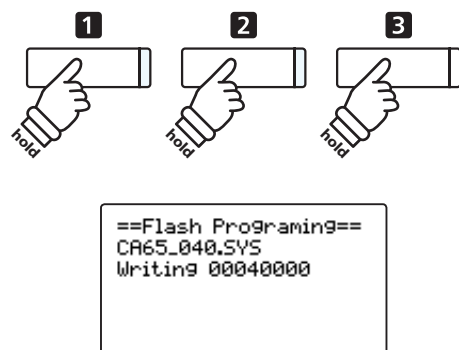 1 2 3
hold hold hold
==Flash Programing==
CA65_040.SYS
Writing 00040000